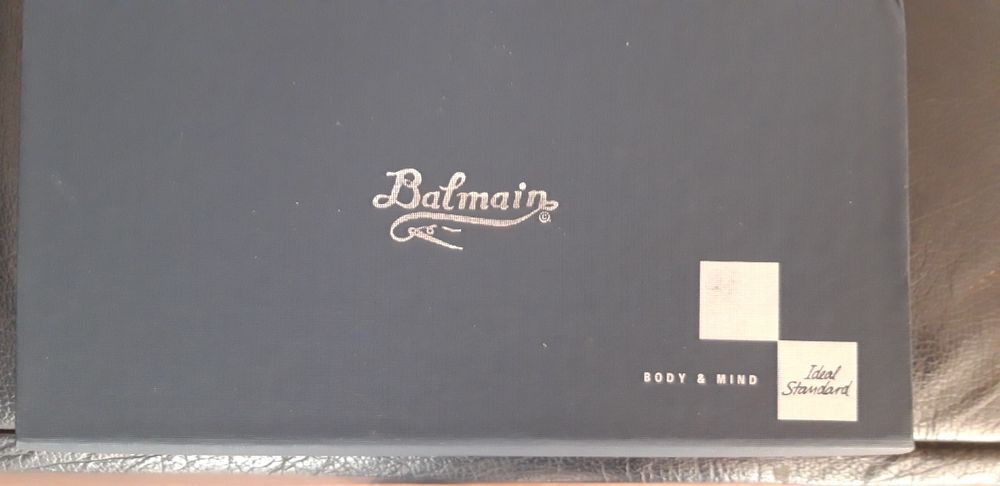 Balmain©
BODY & MIND
Ideal
Standard